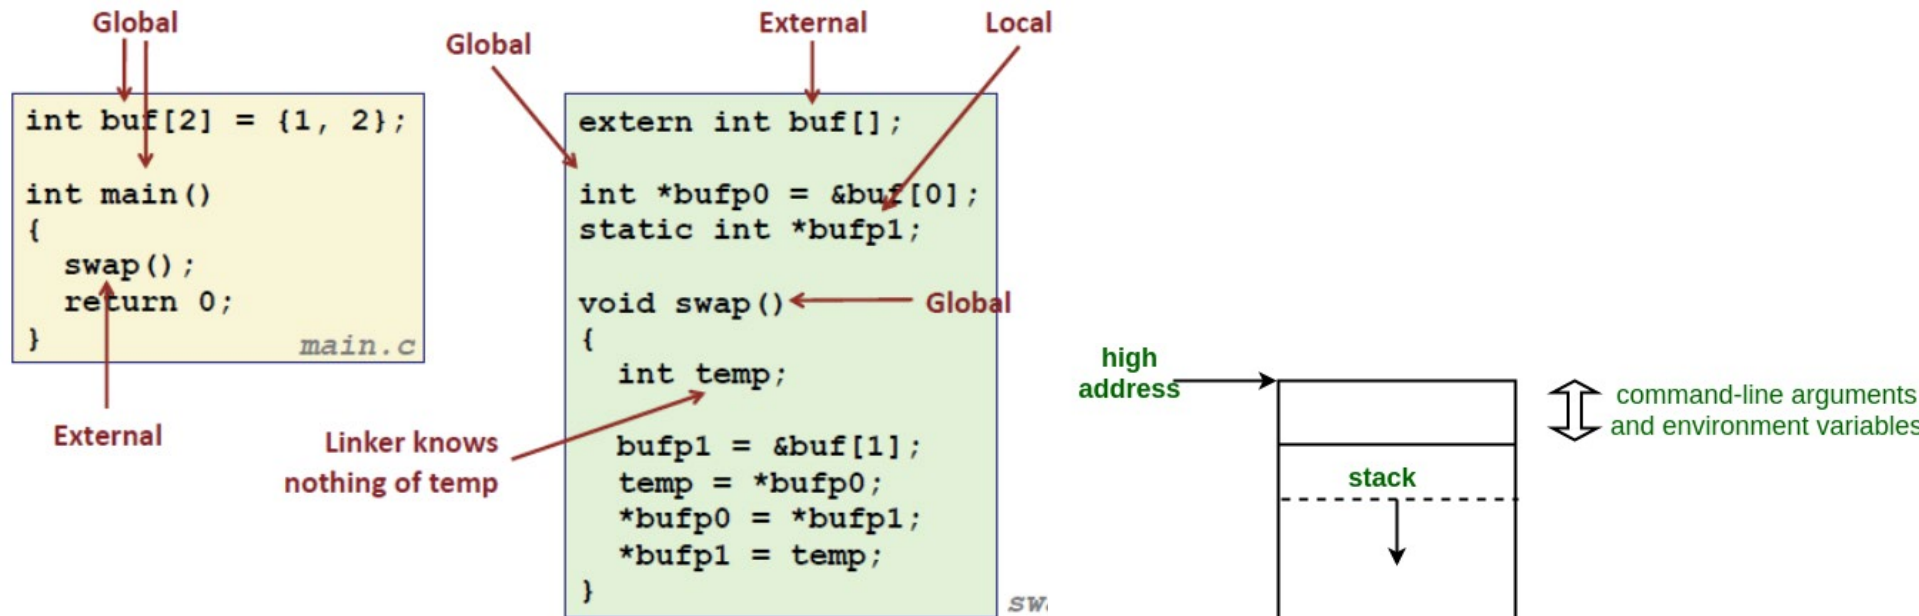 Global
int buf[2] = {1, 2};
int main()
{
swap();
return 0;
}
main.c
External
Global
External
Local
extern int buf[];
int *bufp0 = &buf[0];
static int *bufp1;
void swap()
Global
{
int temp;
Linker knows
nothing of temp
bufp1 = &buf[1];
temp = *bufp0;
*bufp0 = *bufp1;
*bufp1 = temp;
}
high
address
command-line arguments
and environment variables
stack